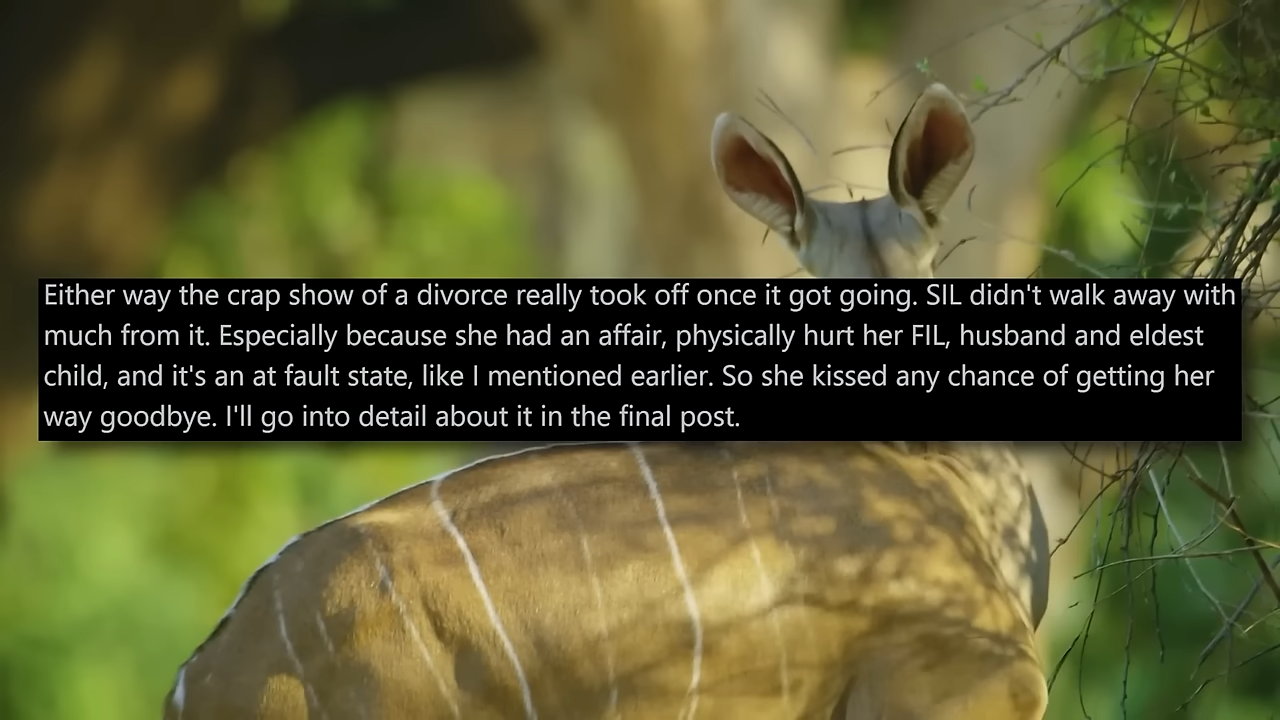 Either way the crap show of a divorce really took off once it got going. SIL didn't walk away with
much from it. Especially because she had an affair, physically hurt her FIL, husband and eldest
child, and it's an at fault state, like I mentioned earlier. So she kissed any chance of getting her
way goodbye. I'll go into detail about it in the final post.